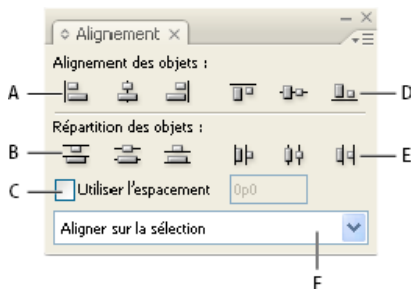 Alignement
Alignement des objets :
A
D
Répartition des objets :
B
E
C
Utiliser l'espacement
0p0
Aligner sur la sélection
F